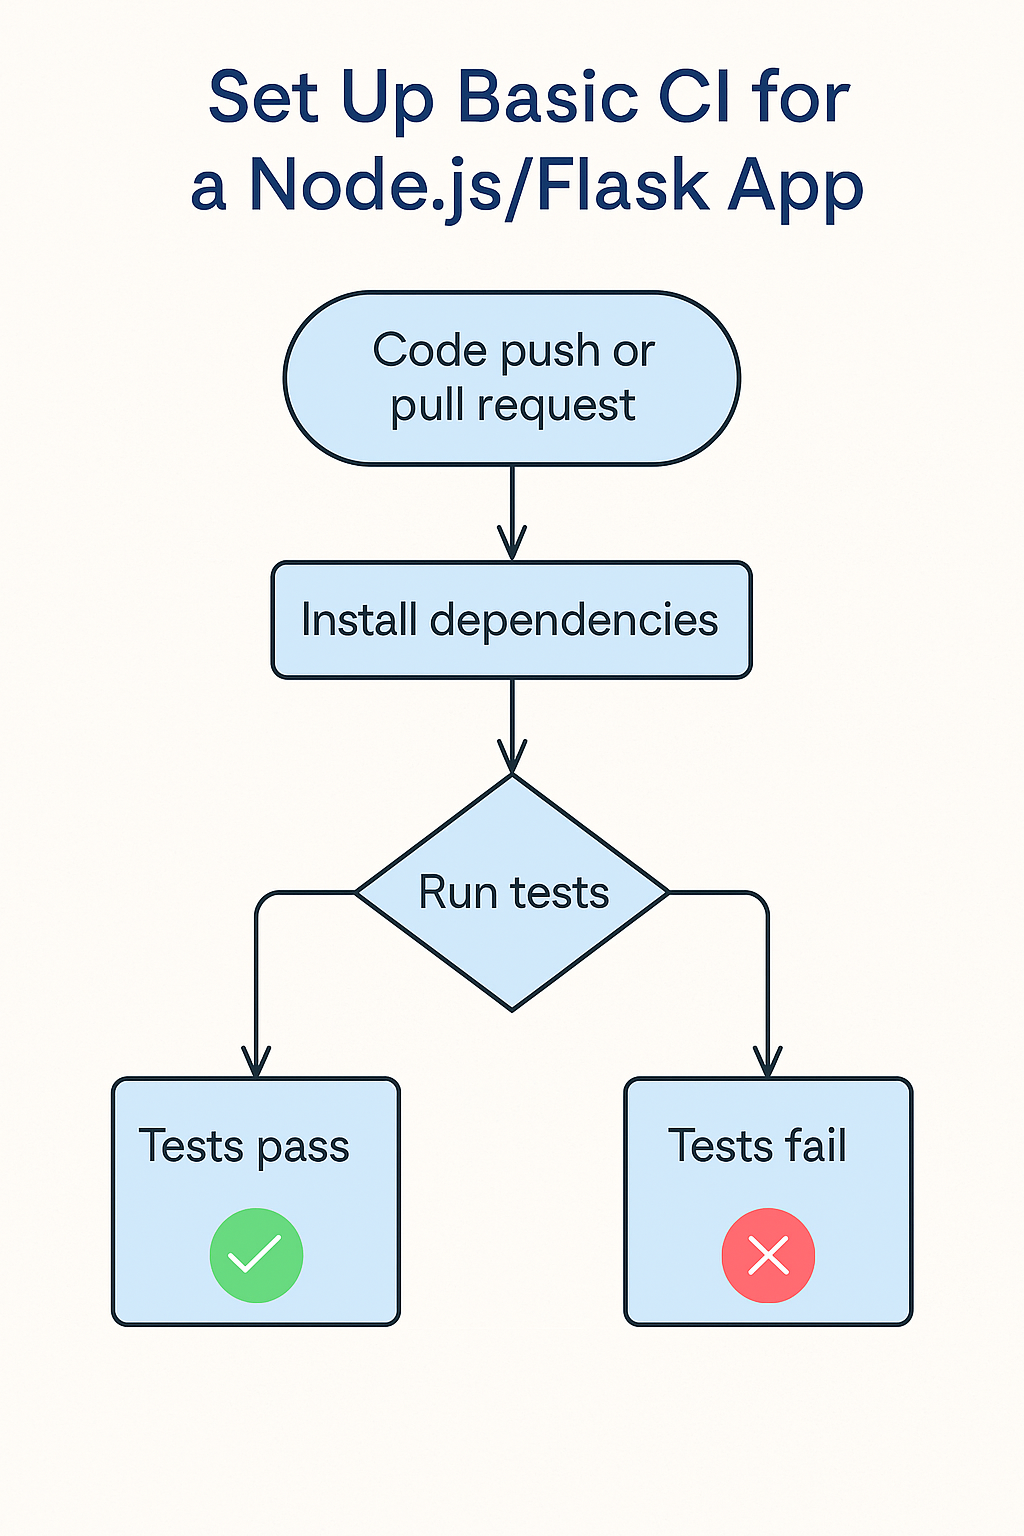 Set Up Basic CI for
a Node.js/Flask App
Code push or
pull request
Install dependencies
Run tests
Tests pass
Tests fail